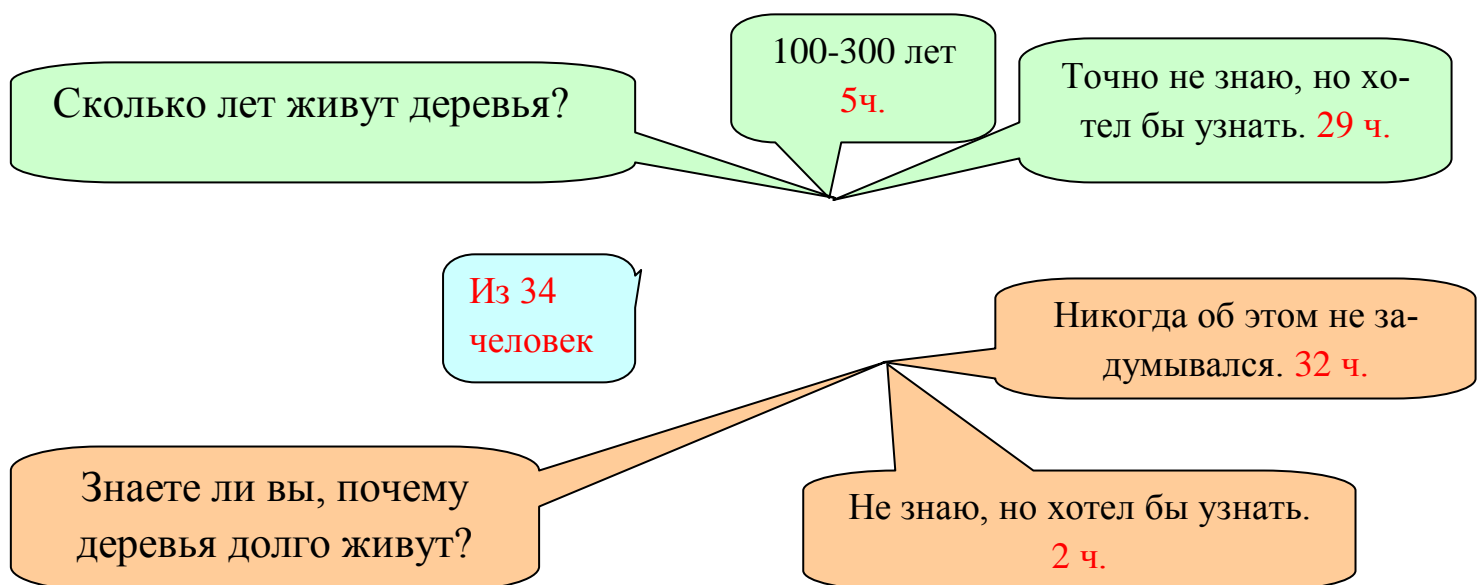 Сколько лет живут деревья?
100-300 лет
5ч.
Точно не знаю, но хо-
тел бы узнать. 29 ч.
Из 34
человек
Никогда об этом не за-
думывался. 32 ч.
Знаете ли вы, почему
деревья долго живут?
Не знаю, но хотел бы узнать.
2 ч.